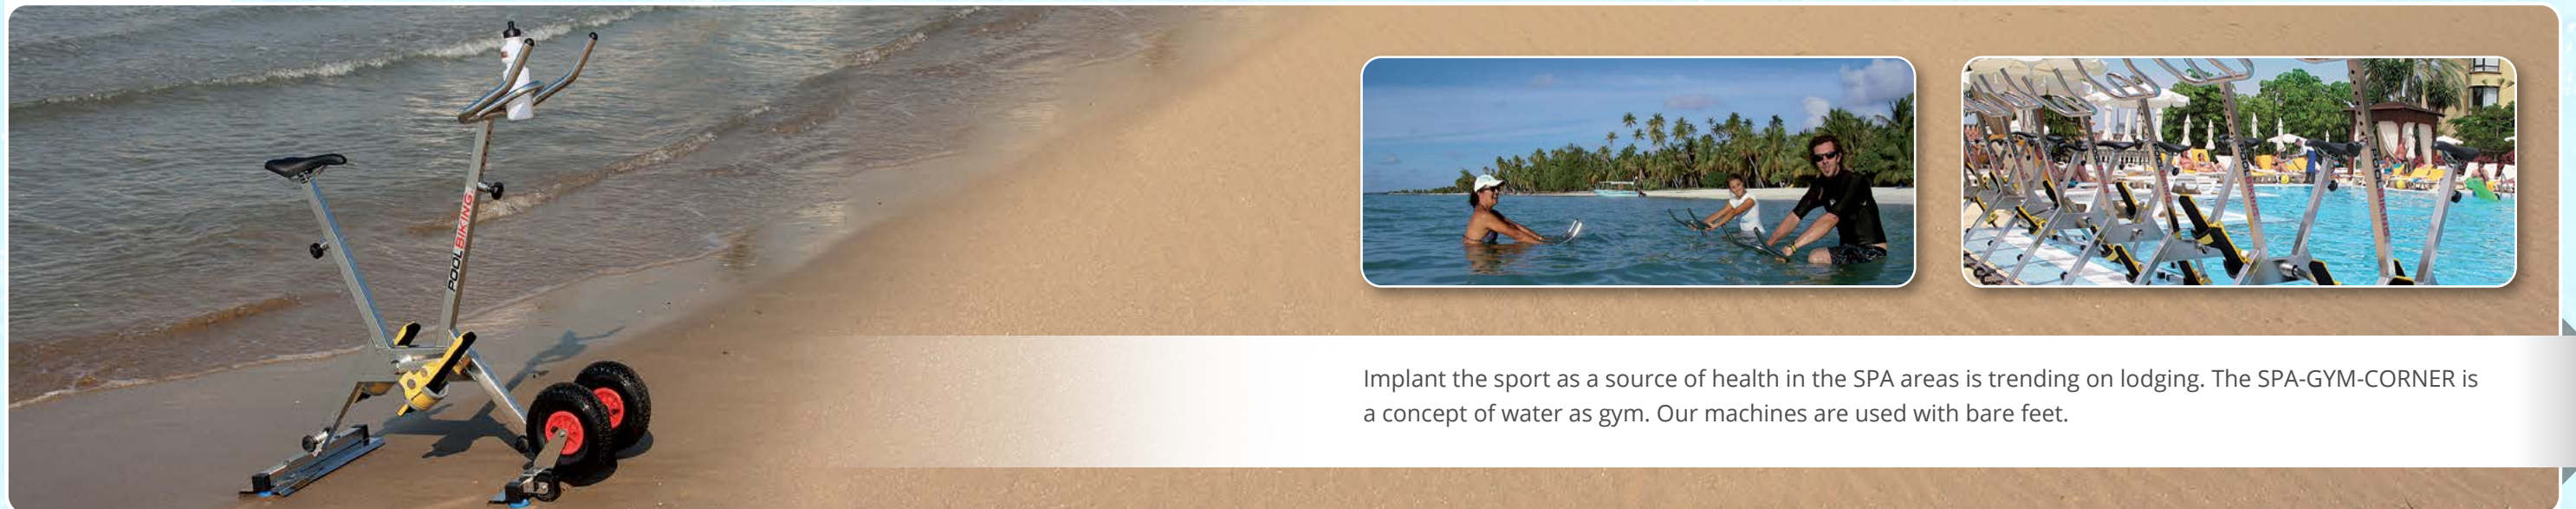 POOLBIKING
Implant the sport as a source of health in the SPA areas is trending on lodging. The SPA-GYM-CORNER is
a concept of water as gym. Our machines are used with bare feet.